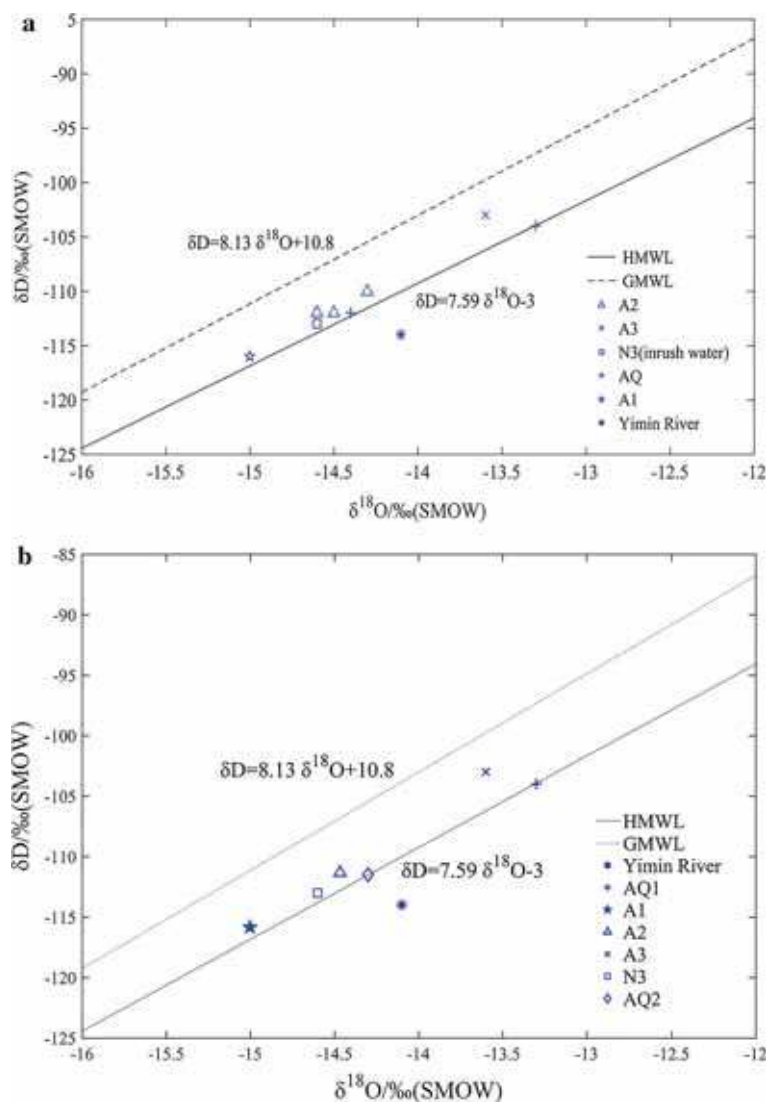 a
5
-90
-95
-100
-105
-110
-115
-120
-125
δD/‰(SMOW)
δD=8.13 δ¹⁸O+10.8
δD=7.59 δ¹⁸O-3
HMWL
GMWL
A2
A3
N3(inrush water)
AQ
A1
Yimin River
-16 -15.5 -15 -14.5 -14 -13.5 -13 -12.5 -12
δ¹⁸O/‰(SMOW)
b
-85
-90
-95
-100
-105
-110
-115
-120
-125
δD/‰(SMOW)
δD=8.13 δ¹⁸O+10.8
δD=7.59 δ¹⁸O-3
HMWL
GMWL
Yimin River
AQ1
A1
A2
A3
N3
AQ2
-16 -15.5 -15 -14.5 -14 -13.5 -13 -12.5 -12
δ¹⁸O/‰(SMOW)